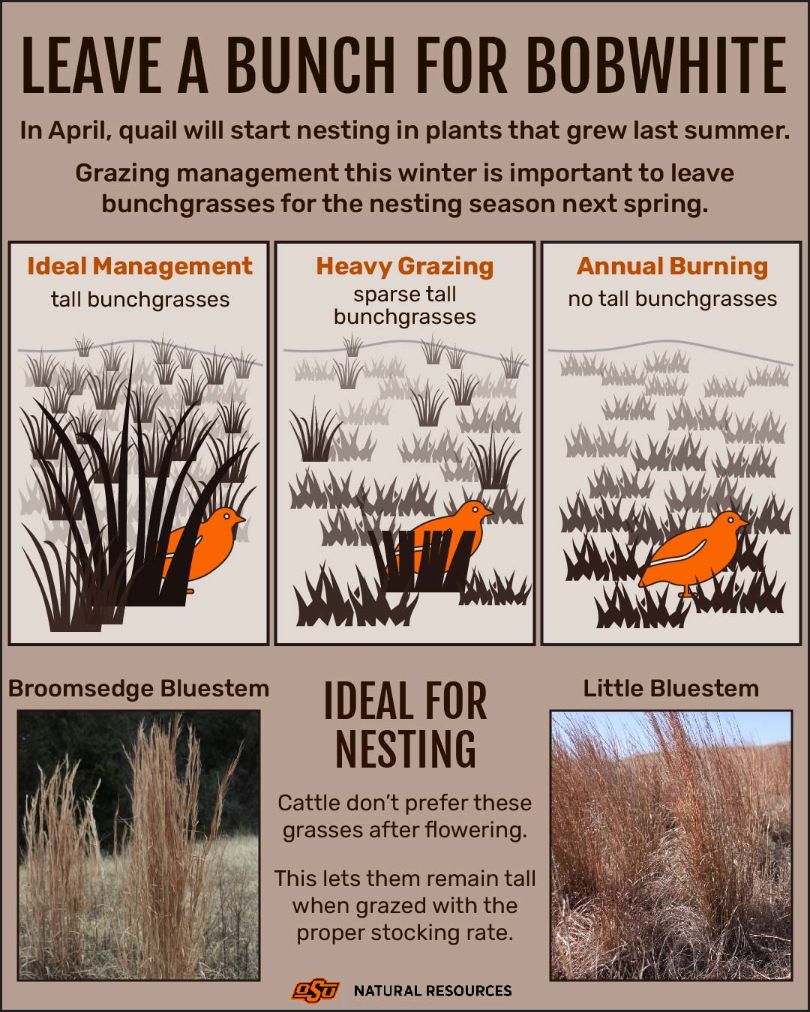 LEAVE A BUNCH FOR BOBWHITE
In April, quail will start nesting in plants that grew last summer.
Grazing management this winter is important to leave
bunchgrasses for the nesting season next spring.
Ideal Management
tall bunchgrasses
Heavy Grazing
sparse tall
bunchgrasses
Annual Burning
no tall bunchgrasses
Broomsedge Bluestem
IDEAL FOR
NESTING
Cattle don't prefer these
grasses after flowering.
This lets them remain tall
when grazed with the
proper stocking rate.
Little Bluestem
OSU NATURAL RESOURCES